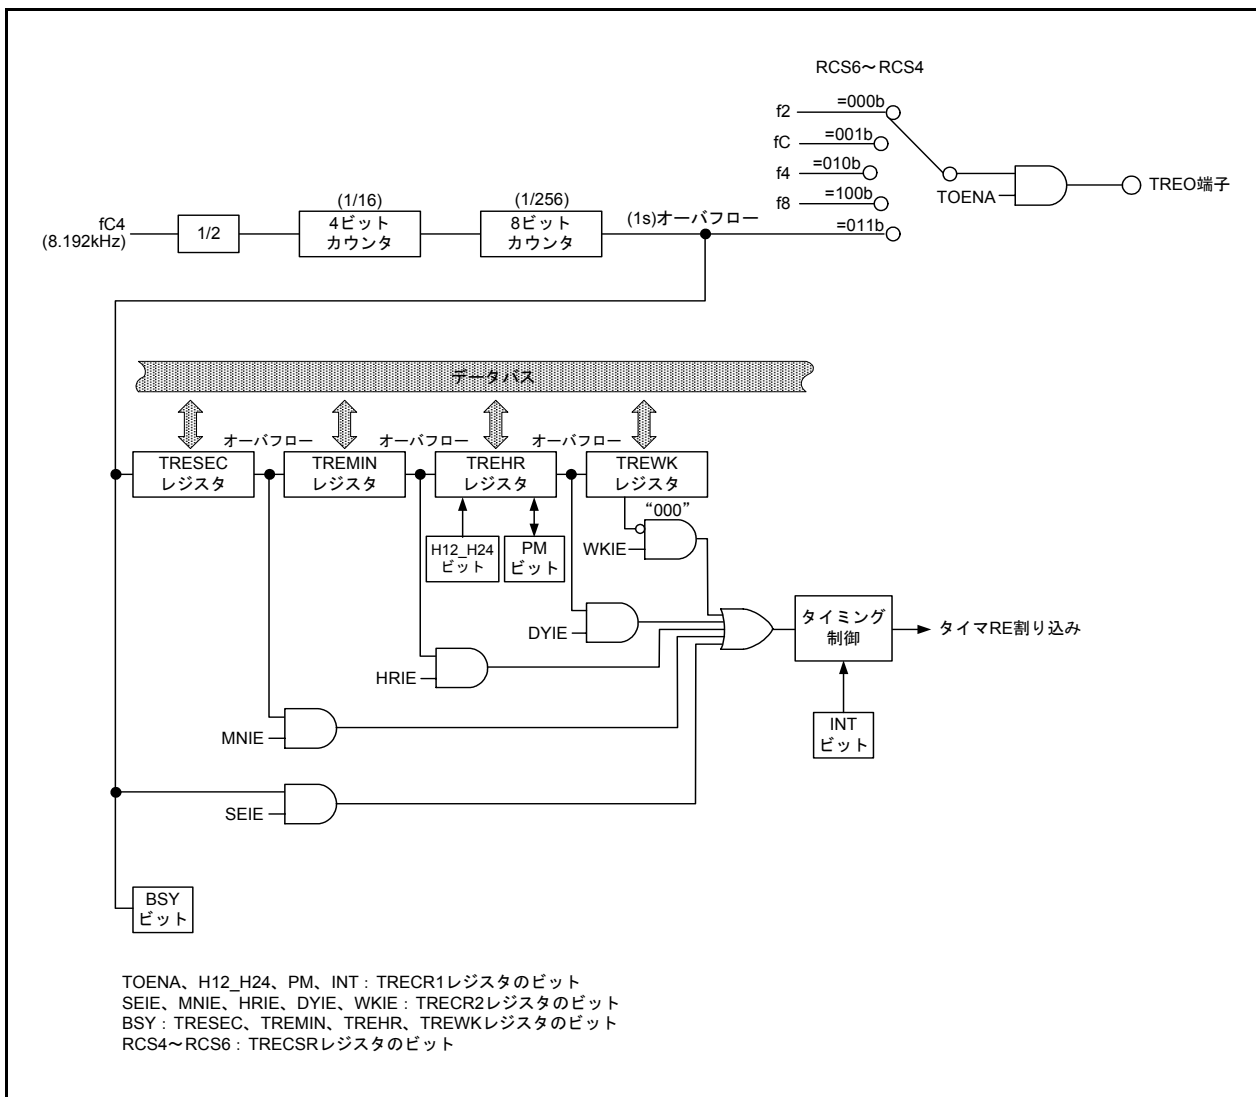 RCS6～RCS4
f2
=000b
fC
=001b
f4
=010b
f8
=100b
=011b
TOENA
TREO端子
fC4
(8.192kHz)
1/2
(1/16)
4ビット
カウンタ
(1/256)
8ビット
カウンタ
(1s)オーバフロー
データバス
オーバフロー
オーバフロー
オーバフロー
TRESEC
レジスタ
TREMIN
レジスタ
TREHR
レジスタ
TREWK
レジスタ
“000”
H12_H24
ビット
PM
ビット
WKIE
DYIE
HRIE
MNIE
SEIE
タイミング
制御
タイマRE割り込み
INT
ビット
BSY
ビット
TOENA、H12_H24、PM、INT：TRECR1レジスタのビット
SEIE、MNIE、HRIE、DYIE、WKIE：TRECR2レジスタのビット
BSY：TRESEC、TREMIN、TREHR、TREWKレジスタのビット
RCS4～RCS6：TRECSRレジスタのビット